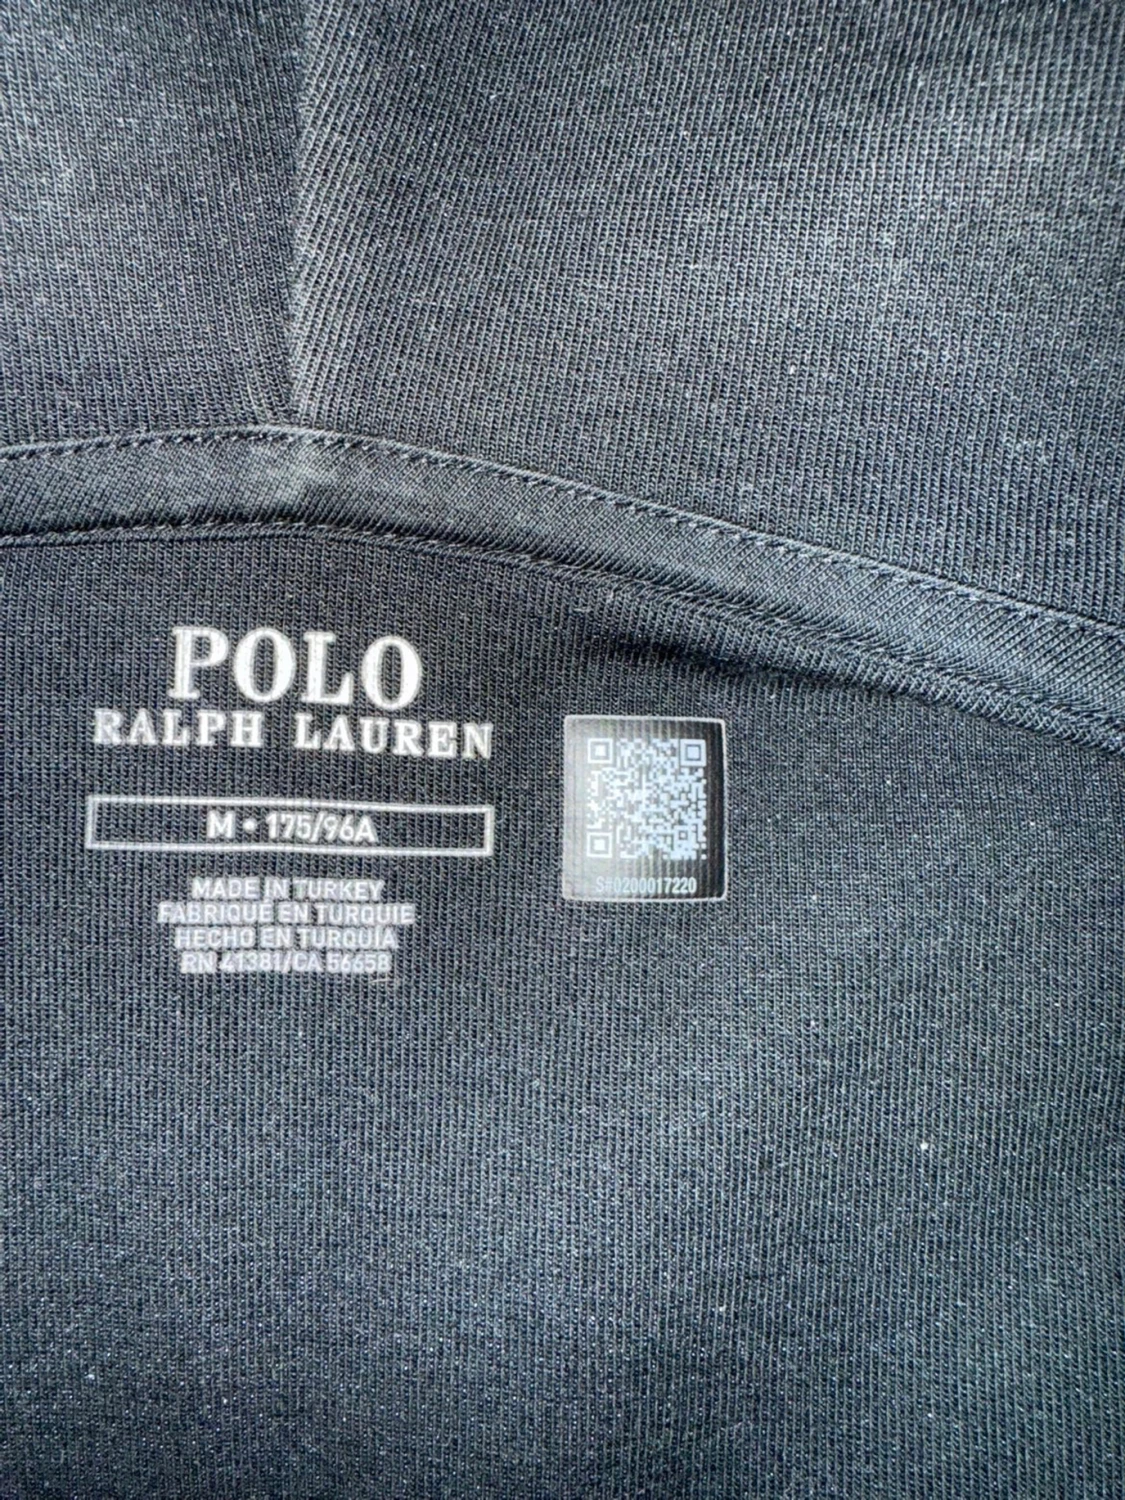 POLO
RALPH LAUREN
M • 175/96A
MADE IN TURKEY
FABRIQUÉ EN TURQUIE
HECHO EN TURQUÍA
RN 41381/CA 56658
S#0200017220